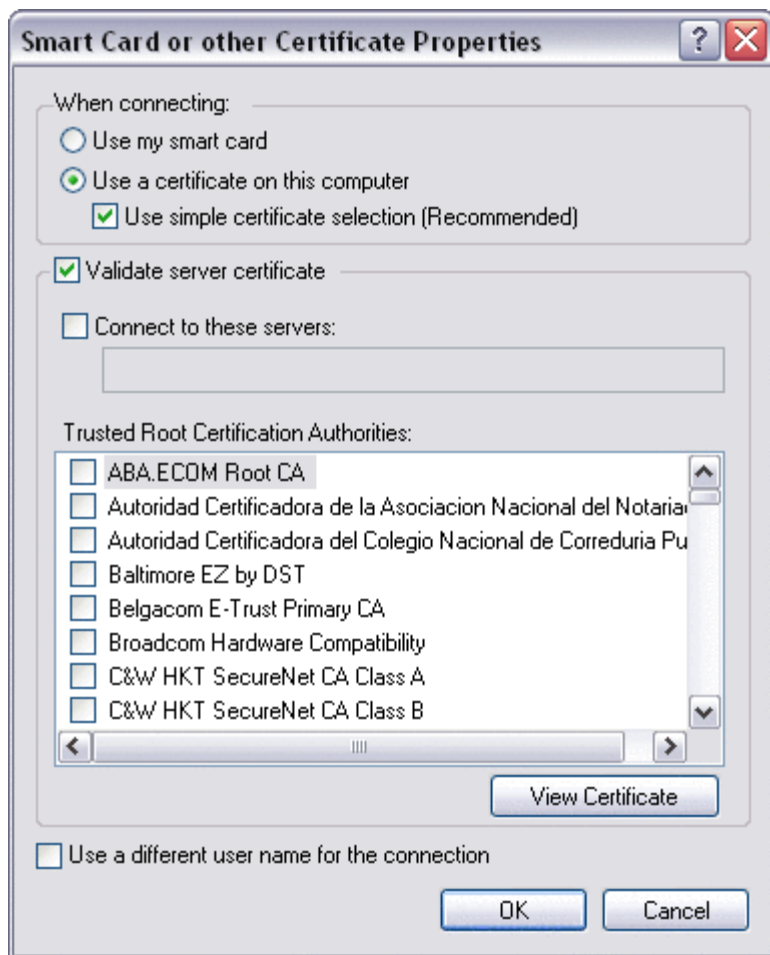 Smart Card or other Certificate Properties
When connecting:
Use my smart card
Use a certificate on this computer
Use simple certificate selection (Recommended)
Validate server certificate
Connect to these servers:
Trusted Root Certification Authorities:
ABA.ECOM Root CA
Autoridad Certificadora de la Asociacion Nacional del Notaria
Autoridad Certificadora del Colegio Nacional de Correduria Pu
Baltimore EZ by DST
Belgacom E-Trust Primary CA
Broadcom Hardware Compatibility
C&W HKT SecureNet CA Class A
C&W HKT SecureNet CA Class B
View Certificate
Use a different user name for the connection
OK Cancel